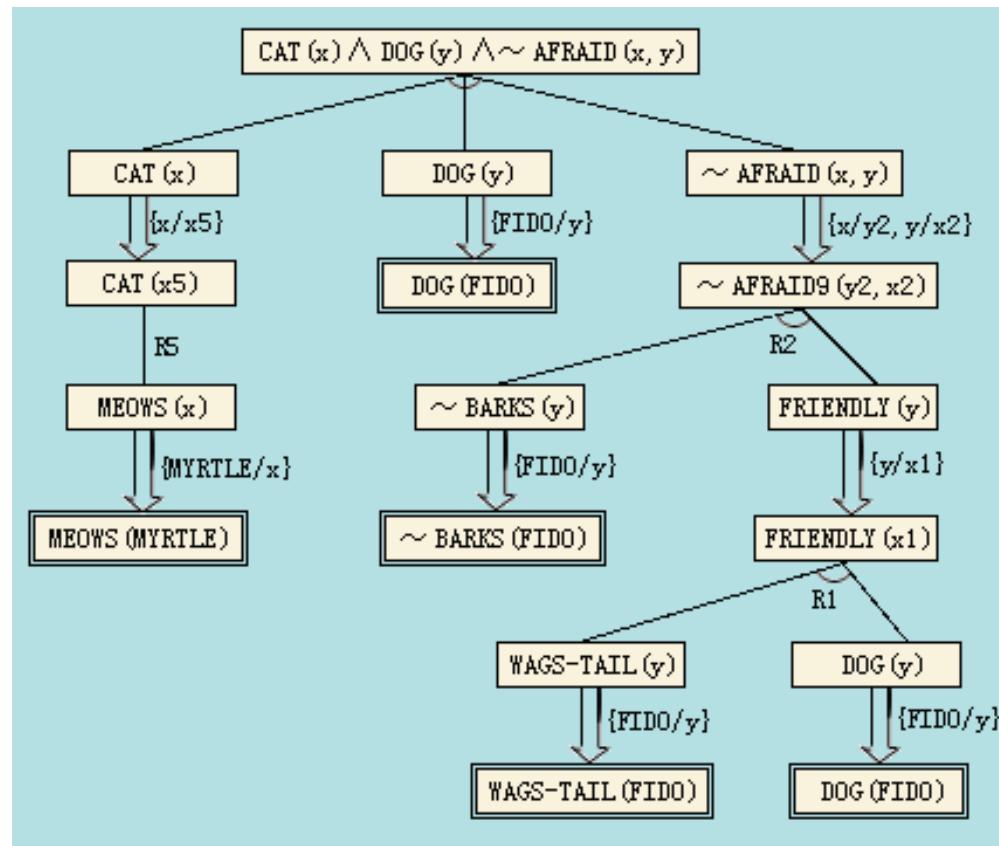 CAT(x)∧DOG(y)∧~AFRAID(x,y)
CAT(x)
DOG(y)
~AFRAID(x,y)
{x/x5}
{FIDO/y}
{x/y2, y/x2}
CAT(x5)
DOG(FIDO)
~AFRAID9(y2,x2)
R5
R2
MEOWS(x)
~BARKS(y)
FRIENDLY(y)
{MYRTLE/x}
{FIDO/y}
{y/x1}
MEOWS(MYRTLE)
~BARKS(FIDO)
FRIENDLY(x1)
R1
WAGS-TAIL(y)
DOG(y)
{FIDO/y}
{FIDO/y}
WAGS-TAIL(FIDO)
DOG(FIDO)